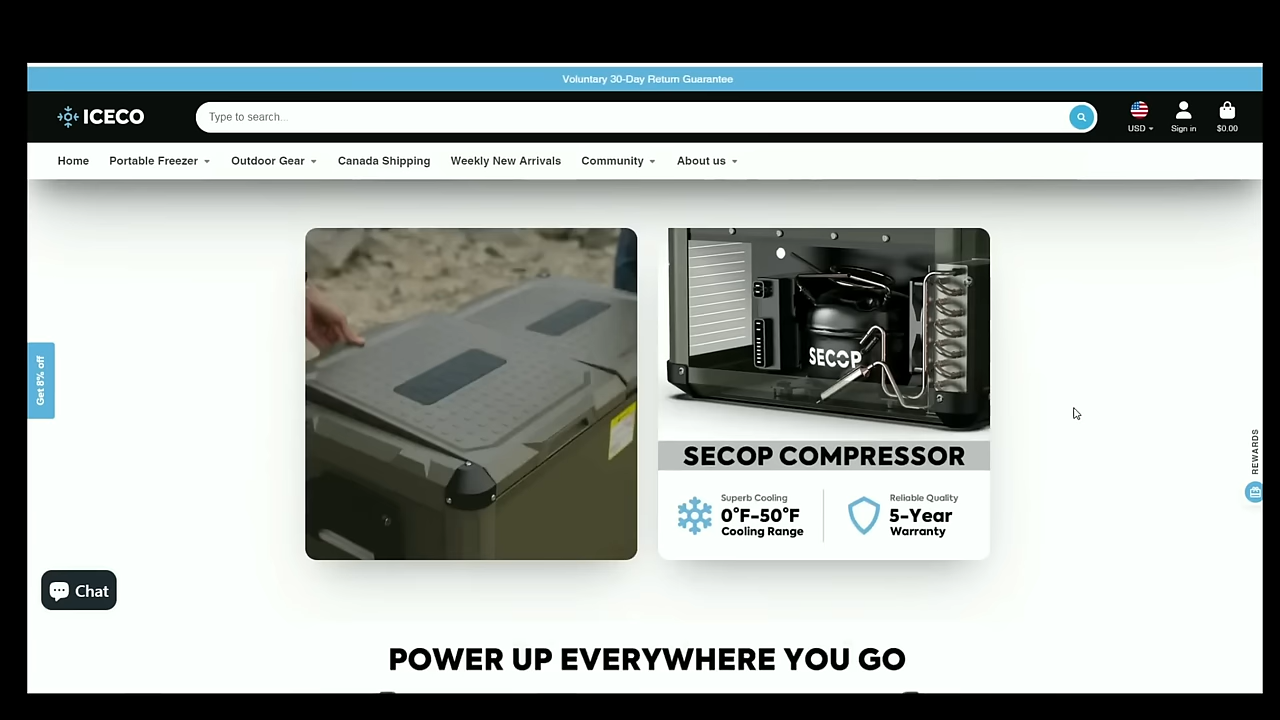 Voluntary 30-Day Return Guarantee
ICECO
Type to search...
USD
Sign in
$0.00
Home
Portable Freezer
Outdoor Gear
Canada Shipping
Weekly New Arrivals
Community
About us
Get 8% off
SECOP
SECOP COMPRESSOR
Superb Cooling
0°F-50°F
Cooling Range
Reliable Quality
5-Year
Warranty
REWARDS
Chat
POWER UP EVERYWHERE YOU GO